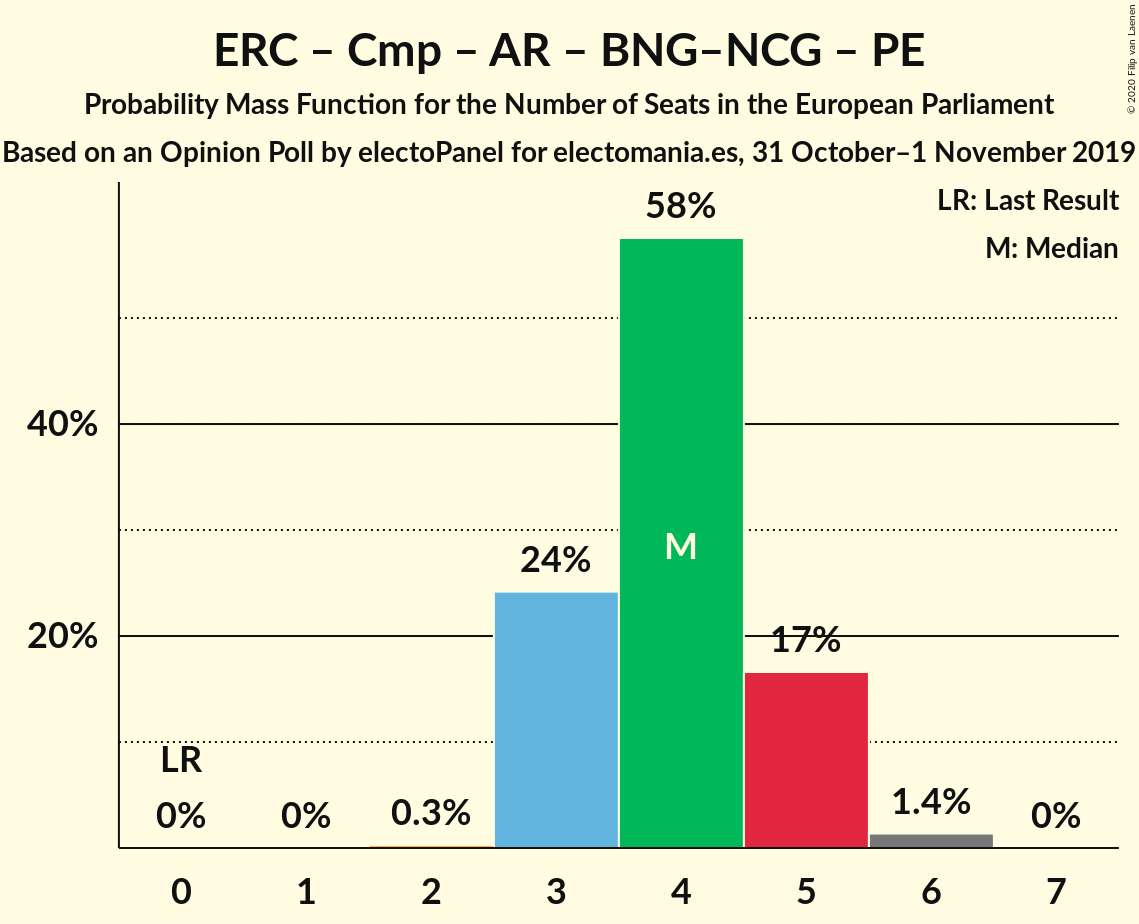 ERC – Cmp – AR – BNG–NCG – PE
Probability Mass Function for the Number of Seats in the European Parliament
Based on an Opinion Poll by electoPanel for electomania.es, 31 October–1 November 2019
© 2020 Filip van Laenen
LR: Last Result
M: Median
58%
40%
M
24%
20%
17%
LR
0%
0%
0.3%
1.4%
0%
0 1 2 3 4 5 6 7